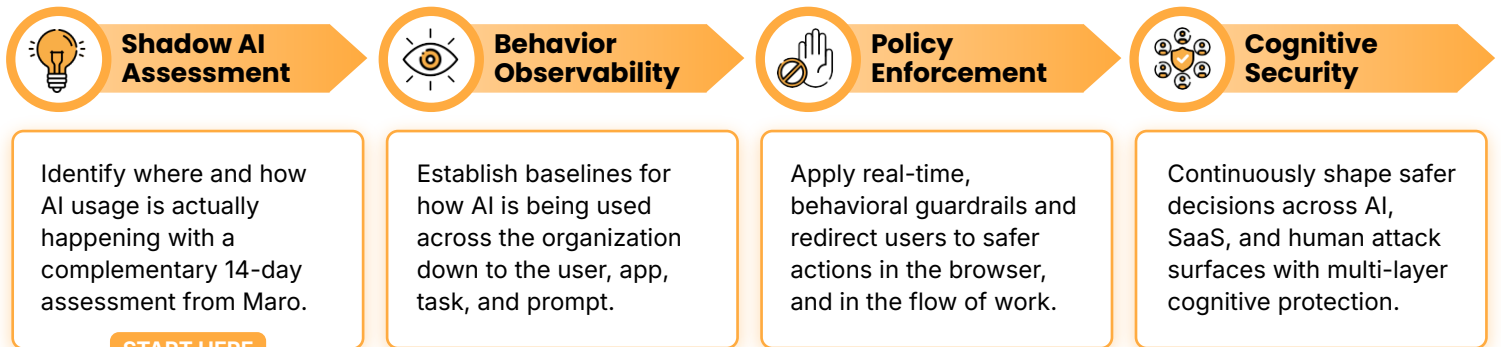 Shadow AI
Assessment
Identify where and how
AI usage is actually
happening with a
complementary 14-day
assessment from Maro.
START HERE
Behavior
Observability
Establish baselines for
how AI is being used
across the organization
down to the user, app,
task, and prompt.
Policy
Enforcement
Apply real-time,
behavioral guardrails and
redirect users to safer
actions in the browser,
and in the flow of work.
Cognitive
Security
Continuously shape safer
decisions across AI,
SaaS, and human attack
surfaces with multi-layer
cognitive protection.